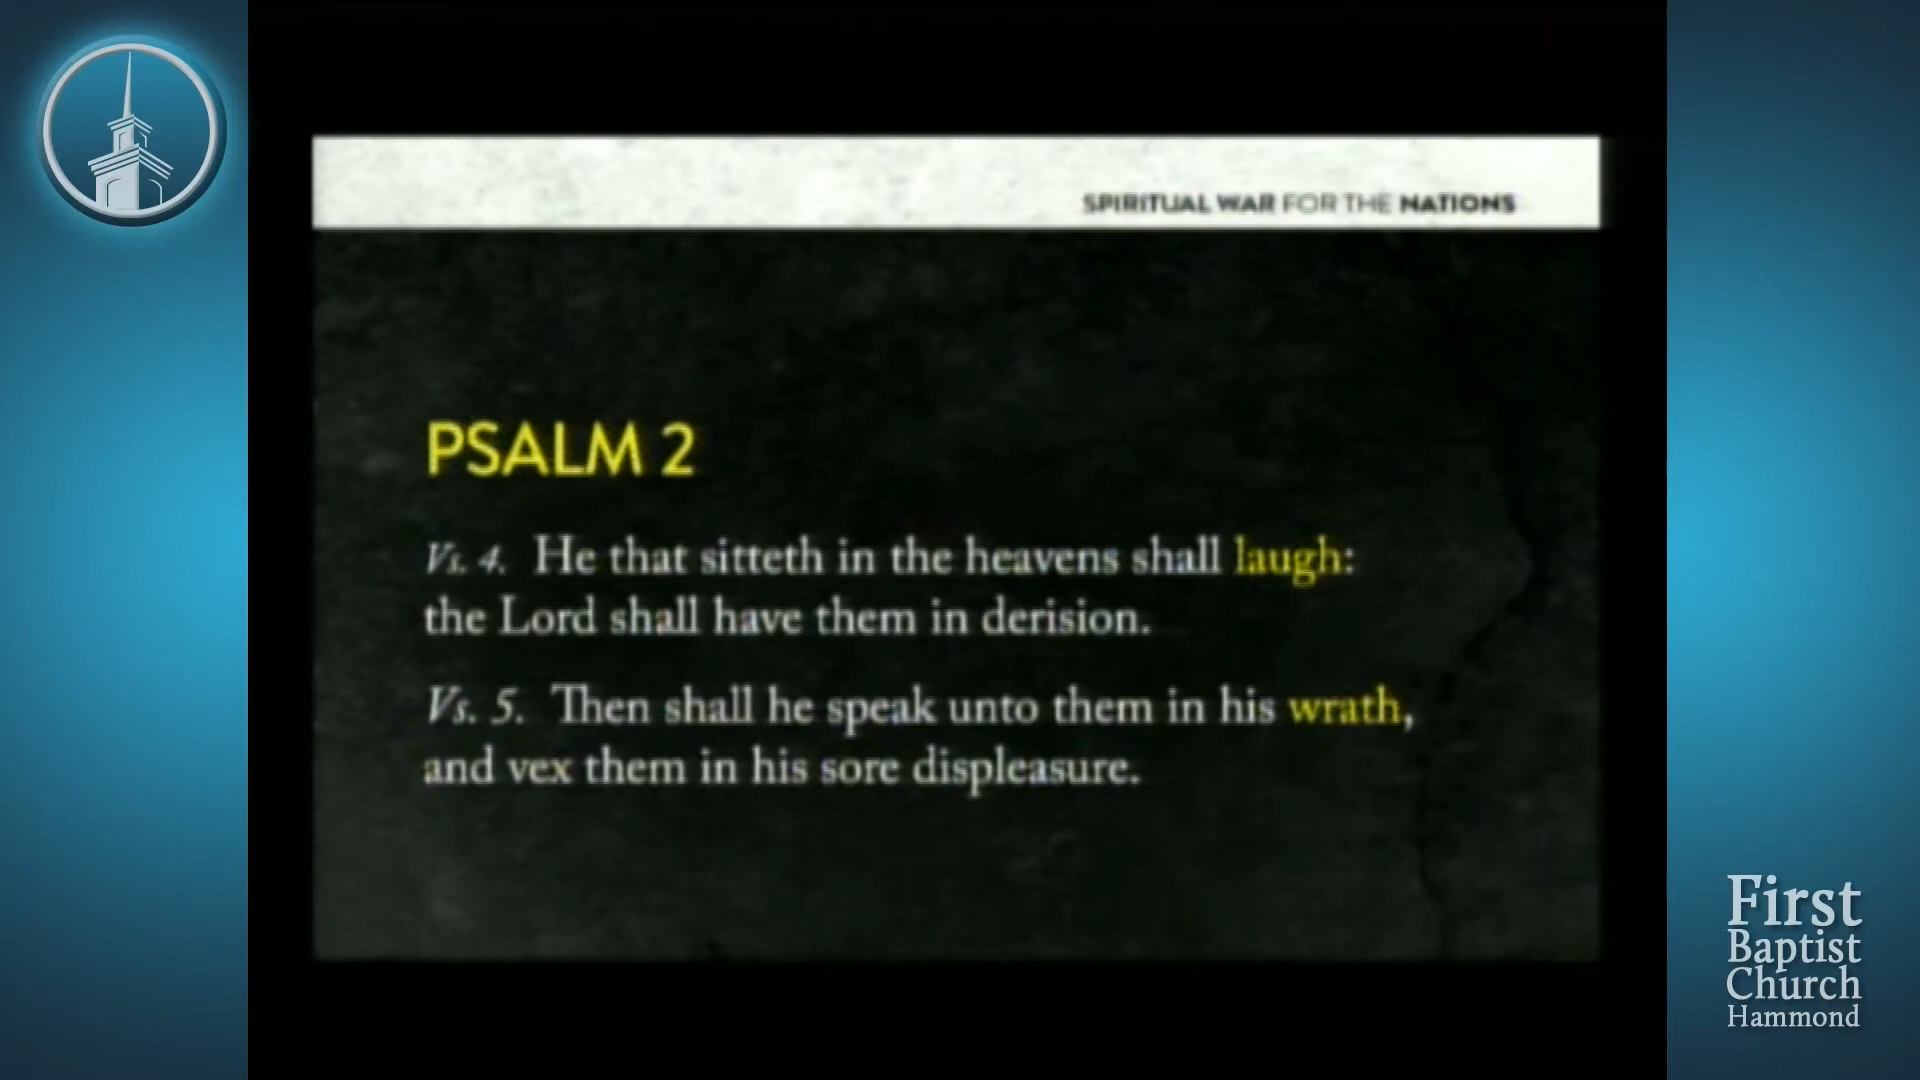 SPIRITUAL WAR FOR THE NATIONS
PSALM 2
Vs. 4. He that sitteth in the heavens shall laugh:
the Lord shall have them in derision.
Vs. 5. Then shall he speak unto them in his wrath,
and vex them in his sore displeasure.
First
Baptist
Church
Hammond